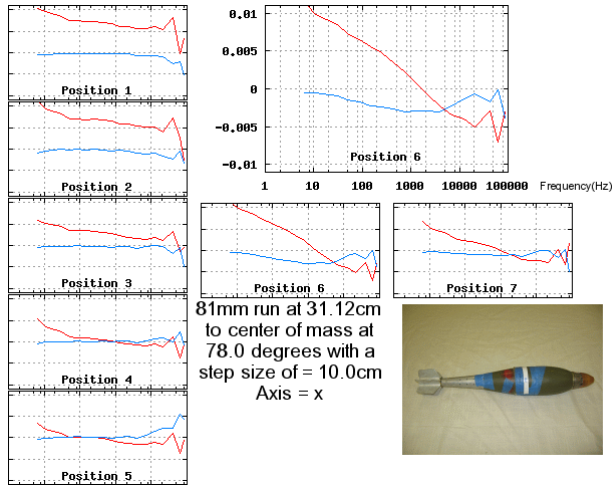 Position 1
Position 2
Position 3
Position 4
Position 5
0.01
0.005
0
-0.005
-0.01
Position 6
1 10 100 1000 10000 100000 Frequency(Hz)
Position 6
Position 7
81mm run at 31.12cm
to center of mass at
78.0 degrees with a
step size of = 10.0cm
Axis = x